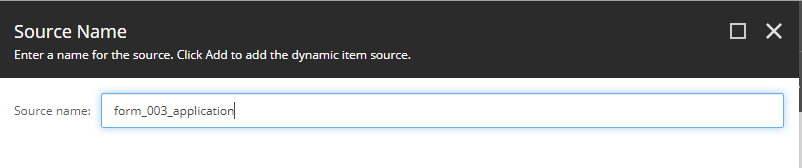 Source Name
Enter a name for the source. Click Add to add the dynamic item source.
Source name: form_003_application